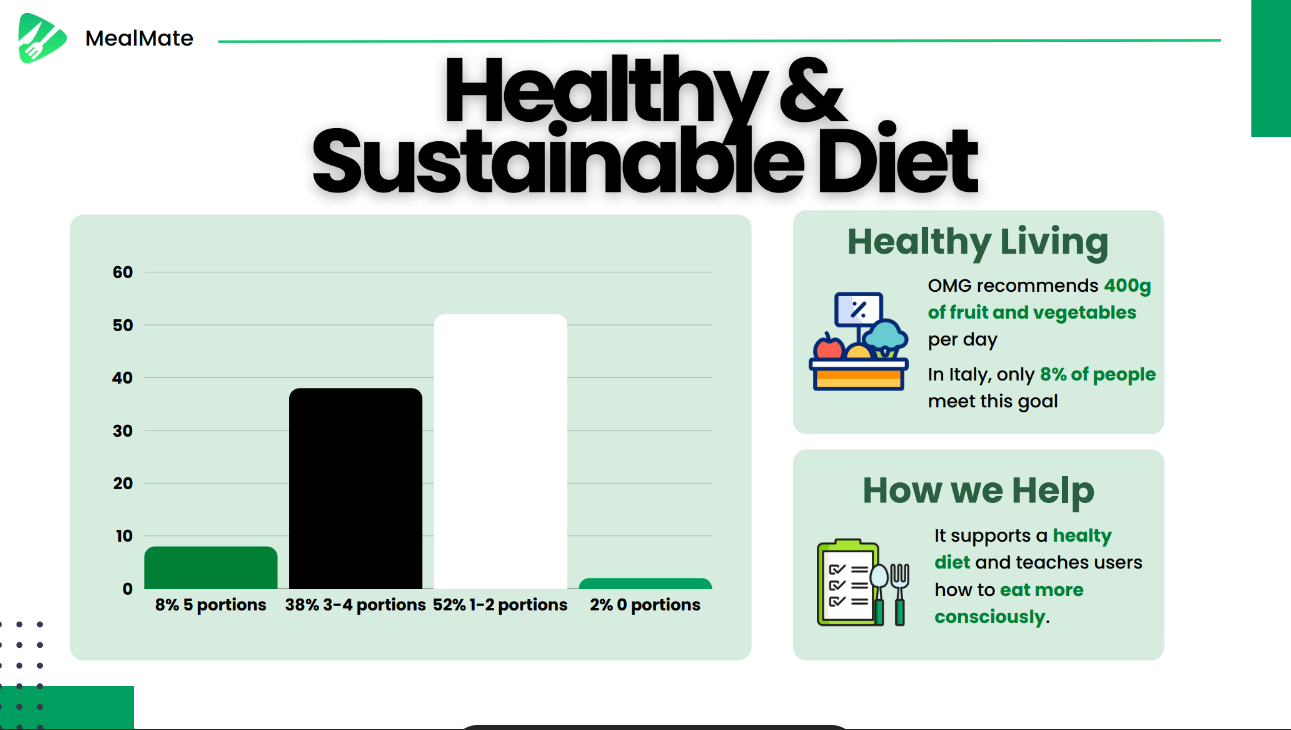 MealMate
Healthy &
Sustainable Diet
60
50
40
30
20
10
0
8% 5 portions
38% 3-4 portions
52% 1-2 portions
2% 0 portions
Healthy Living
OMG recommends 400g
of fruit and vegetables
per day
In Italy, only 8% of people
meet this goal
How we Help
It supports a healty
diet and teaches users
how to eat more
consciously.